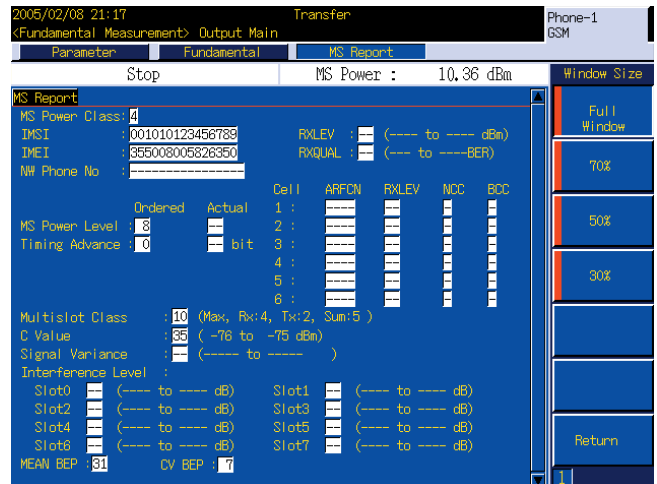 2005/02/08 21:17 Transfer Phone-1
<Fundamental Measurement> Output Main GSM
Parameter Fundamental MS Report
Stop MS Power : 10.36 dBm Window Size
MS Report
MS Power Class: 4
IMSI : 001010123456789 RXLEV : -- (---- to ---- dBm)
IMEI : 355008005826350 RXQUAL : -- (--- to ----BER)
NW Phone No : ----------------
Cell ARFCN RXLEV NCC BCC
Ordered Actual 1 : ---- -- - -
MS Power Level : 8 -- 2 : ---- -- - -
Timing Advance : 0 -- bit 3 : ---- -- - -
4 : ---- -- - -
5 : ---- -- - -
6 : ---- -- - -
Multislot Class : 10 (Max, Rx:4, Tx:2, Sum:5 )
C Value : 35 ( -76 to -75 dBm)
Signal Variance : -- (----- to ----- )
Interference Level :
Slot0 -- (---- to ---- dB) Slot1 -- (---- to ---- dB)
Slot2 -- (---- to ---- dB) Slot3 -- (---- to ---- dB)
Slot4 -- (---- to ---- dB) Slot5 -- (---- to ---- dB)
Slot6 -- (---- to ---- dB) Slot7 -- (---- to ---- dB)
MEAN BEP : 31 CV BEP : 7
Full
Window
70%
50%
30%
Return
1